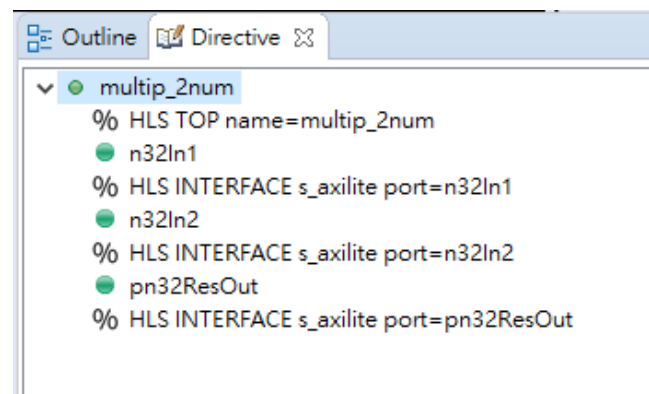 Outline Directive
multip_2num
% HLS TOP name=multip_2num
n32In1
% HLS INTERFACE s_axilite port=n32In1
n32In2
% HLS INTERFACE s_axilite port=n32In2
pn32ResOut
% HLS INTERFACE s_axilite port=pn32ResOut